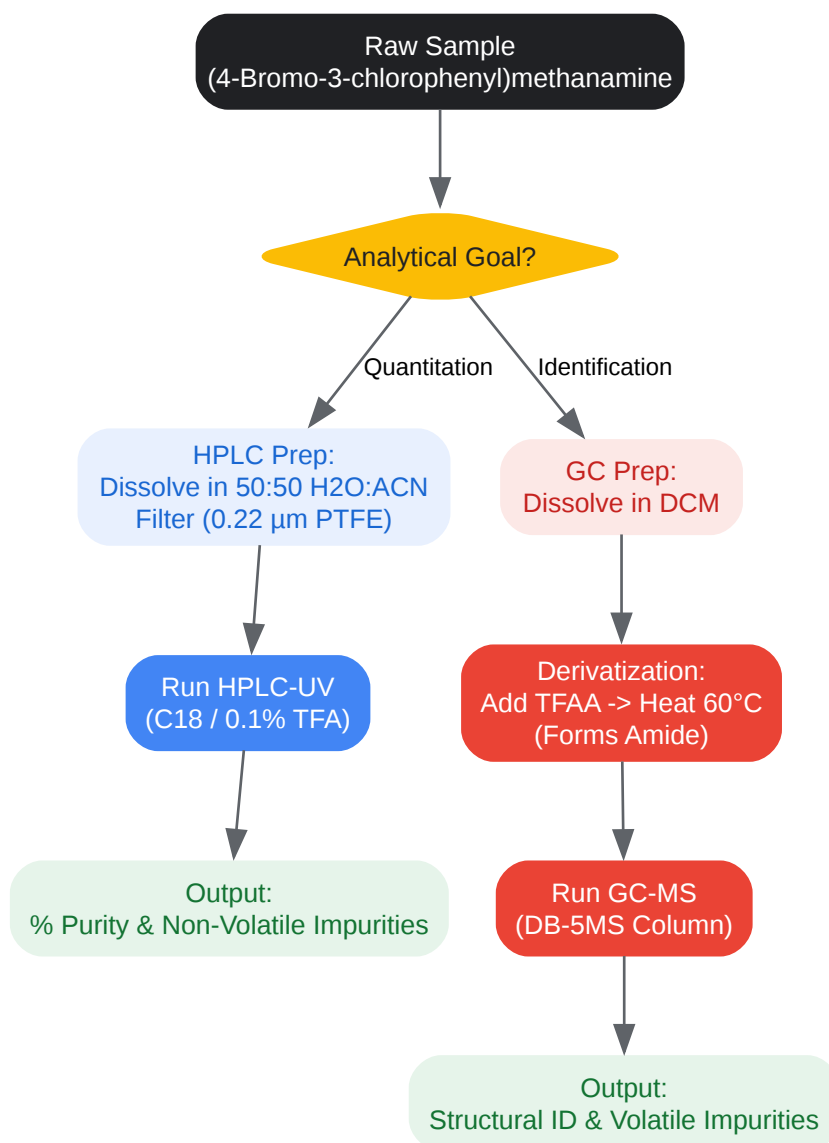 Raw Sample
(4-Bromo-3-chlorophenyl)methanamine
Analytical Goal?
Quantitation
Identification
HPLC Prep:
Dissolve in 50:50 H2O:ACN
Filter (0.22 µm PTFE)
GC Prep:
Dissolve in DCM
Run HPLC-UV
(C18 / 0.1% TFA)
Derivatization:
Add TFAA -> Heat 60°C
(Forms Amide)
Output:
% Purity & Non-Volatile Impurities
Run GC-MS
(DB-5MS Column)
Output:
Structural ID & Volatile Impurities